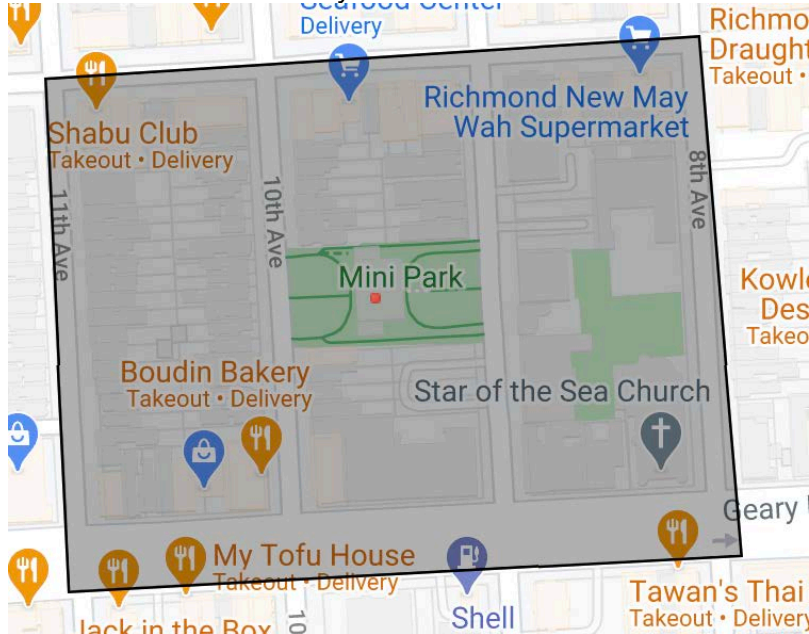 Seafood Center
Delivery
Richmo
Draught
Takeout •
Richmond New May
Wah Supermarket
Shabu Club
Takeout • Delivery
11th Ave
10th Ave
8th Ave
Mini Park
Kowlo
Des
Takeo
Boudin Bakery
Takeout • Delivery
Star of the Sea Church
Geary
My Tofu House
Takeout • Delivery
Jack in the Box
10
Shell
Tawan's Thai
Takeout • Delivery